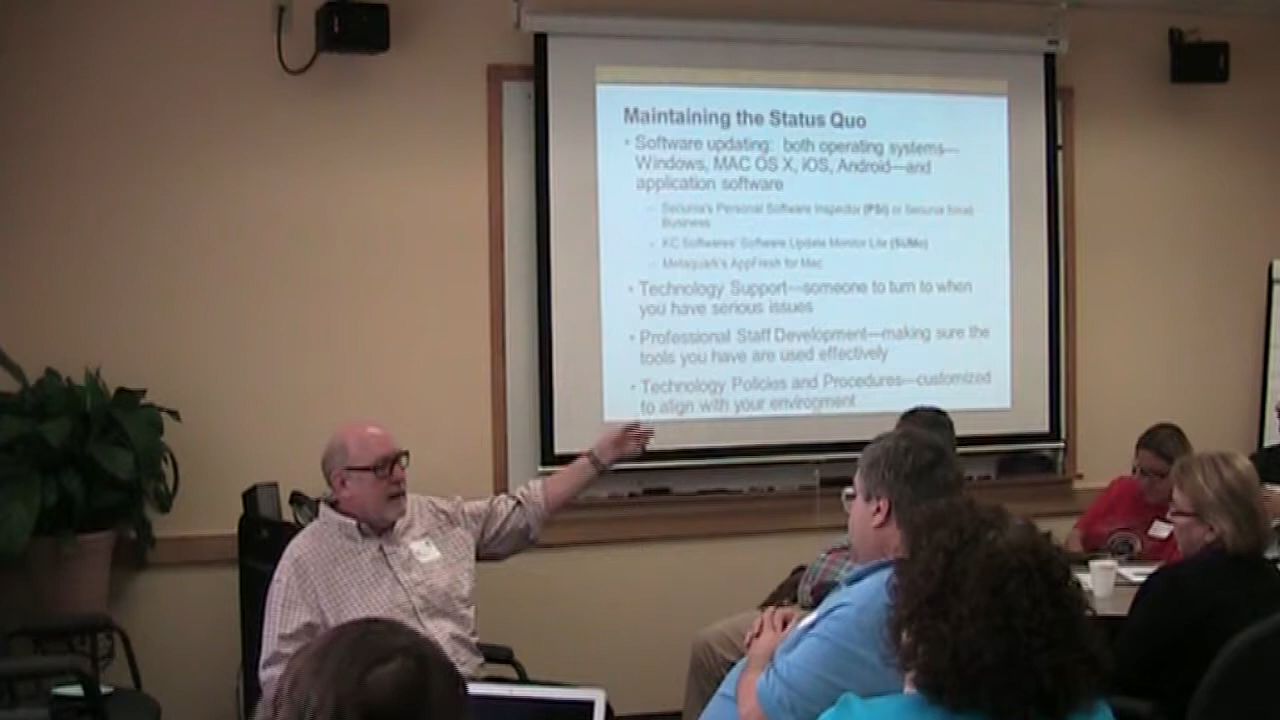 Maintaining the Status Quo
• Software updating: both operating systems—
Windows, MAC OS X, iOS, Android—and
application software
– Secunia's Personal Software Inspector (PSI) or Secunia Small
Business
– KC Softwares' Software Update Monitor Lite (SUMo)
– Metaquark's AppFresh for Mac
• Technology Support—someone to turn to when
you have serious issues
• Professional Staff Development—making sure the
tools you have are used effectively
• Technology Policies and Procedures—customized
to align with your environment